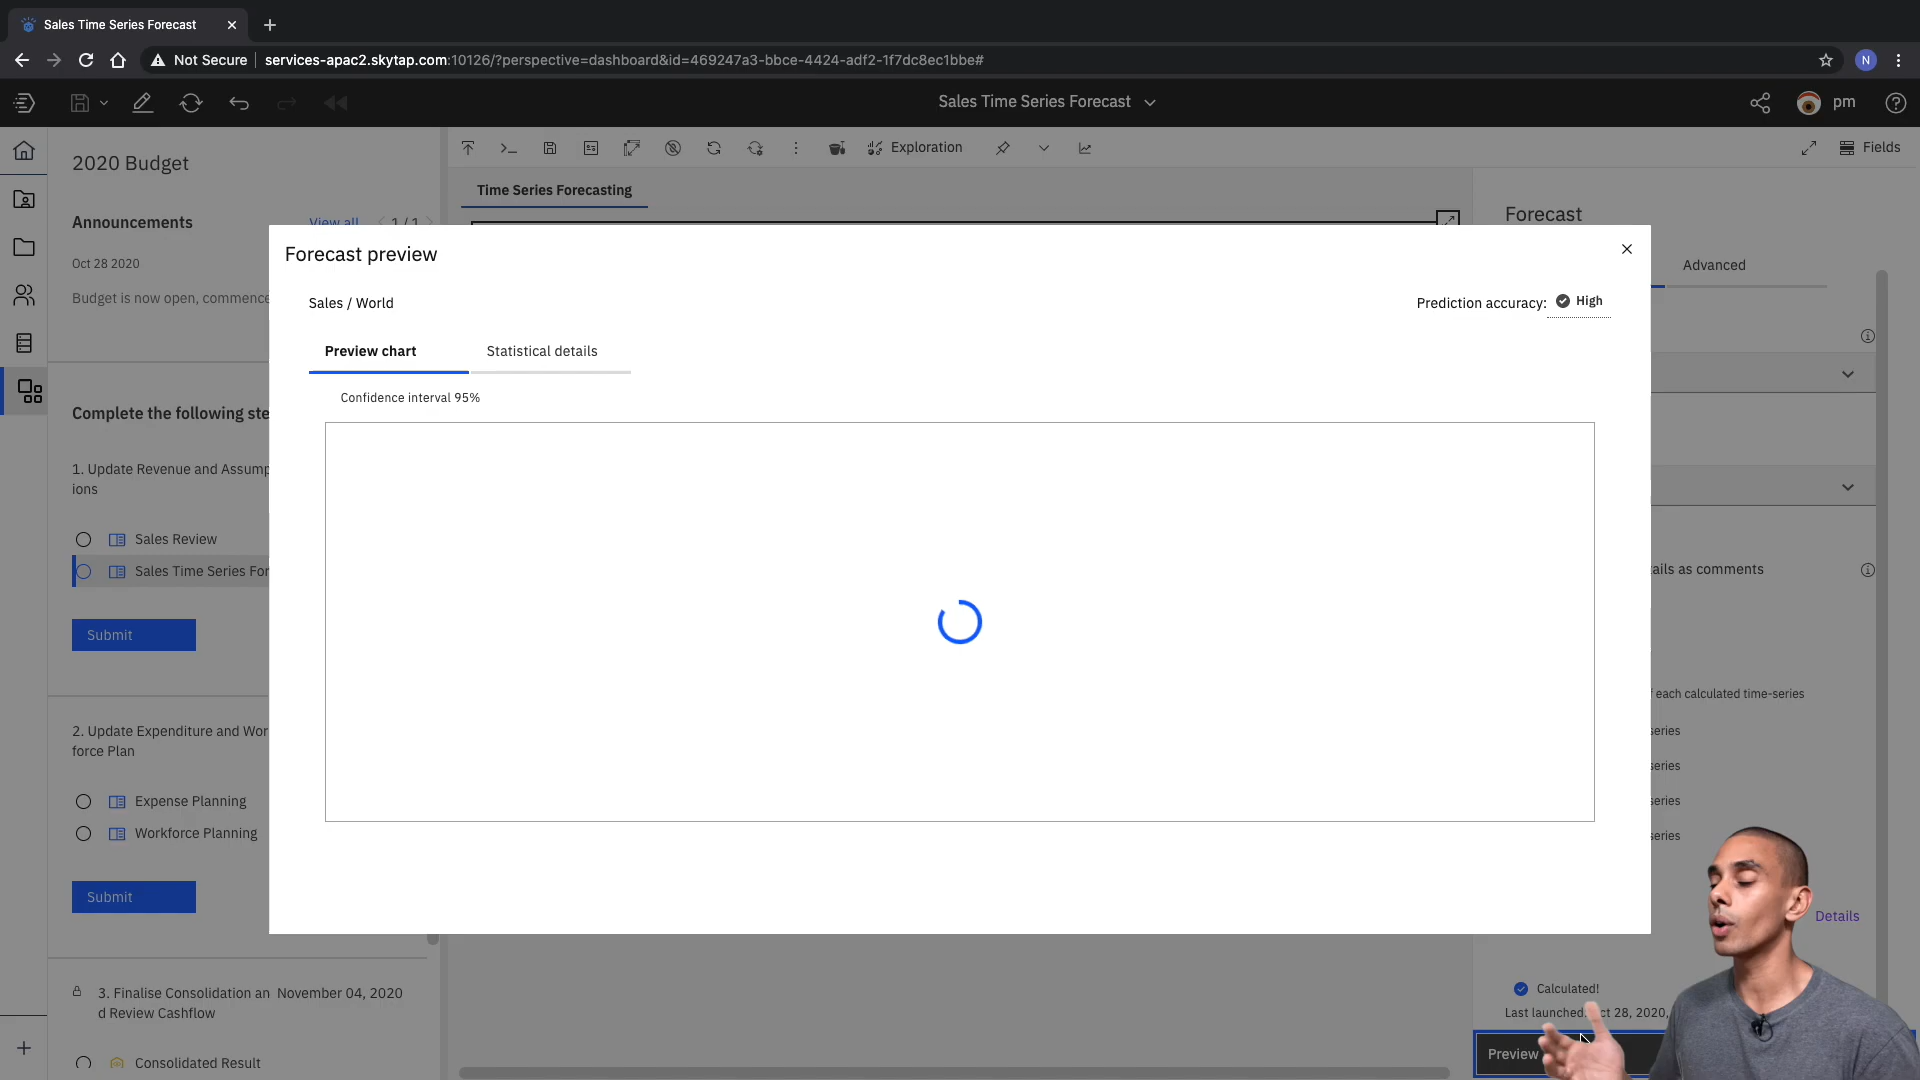 Sales Time Series Forecast
Not Secure
services-apac2.skytap.com:10126/?perspective=dashboard&id=469247a3-bbce-4424-adf2-1f7dc8ec1bbe#
N
Sales Time Series Forecast
pm
2020 Budget
Exploration
Fields
Time Series Forecasting
Announcements
View all
1 / 1
Forecast
Oct 28 2020
Budget is now open, commence
Advanced
Forecast preview
Sales / World
Prediction accuracy: High
Preview chart
Statistical details
Confidence interval 95%
Complete the following ste
1. Update Revenue and Assump
ions
Sales Review
Sales Time Series For
Submit
2. Update Expenditure and Wor
force Plan
Expense Planning
Workforce Planning
Submit
3. Finalise Consolidation an
d Review Cashflow
November 04, 2020
Consolidated Result
ails as comments
each calculated time-series
series
series
series
series
Details
Calculated!
Last launched: Oct 28, 2020,
Preview